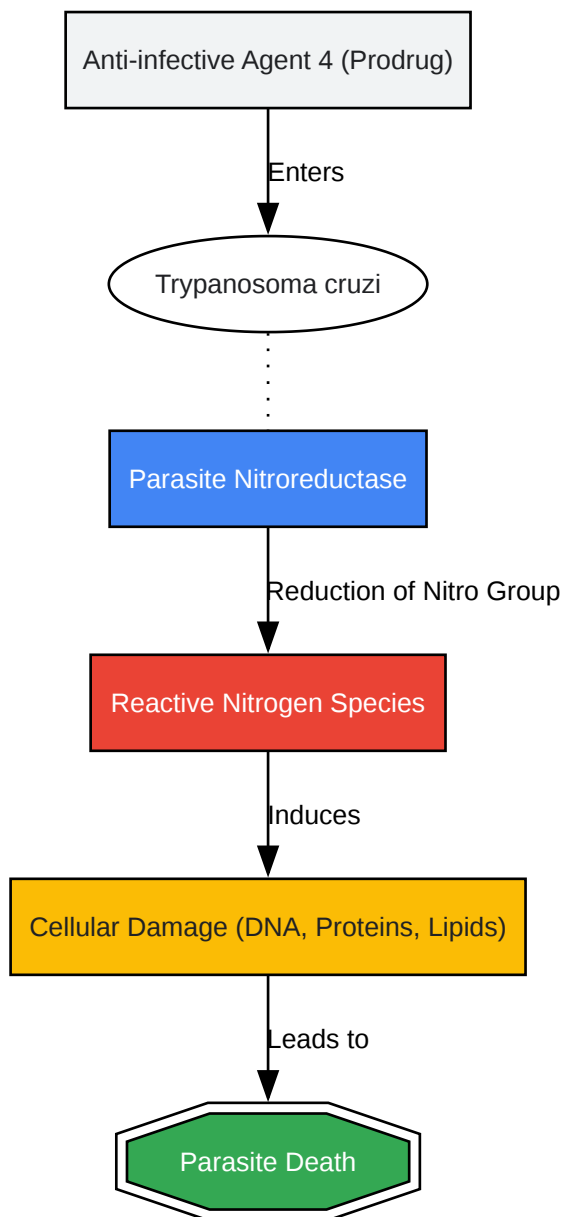 Anti-infective Agent 4 (Prodrug)
Enters
Trypanosoma cruzi
Parasite Nitroreductase
Reduction of Nitro Group
Reactive Nitrogen Species
Induces
Cellular Damage (DNA, Proteins, Lipids)
Leads to
Parasite Death